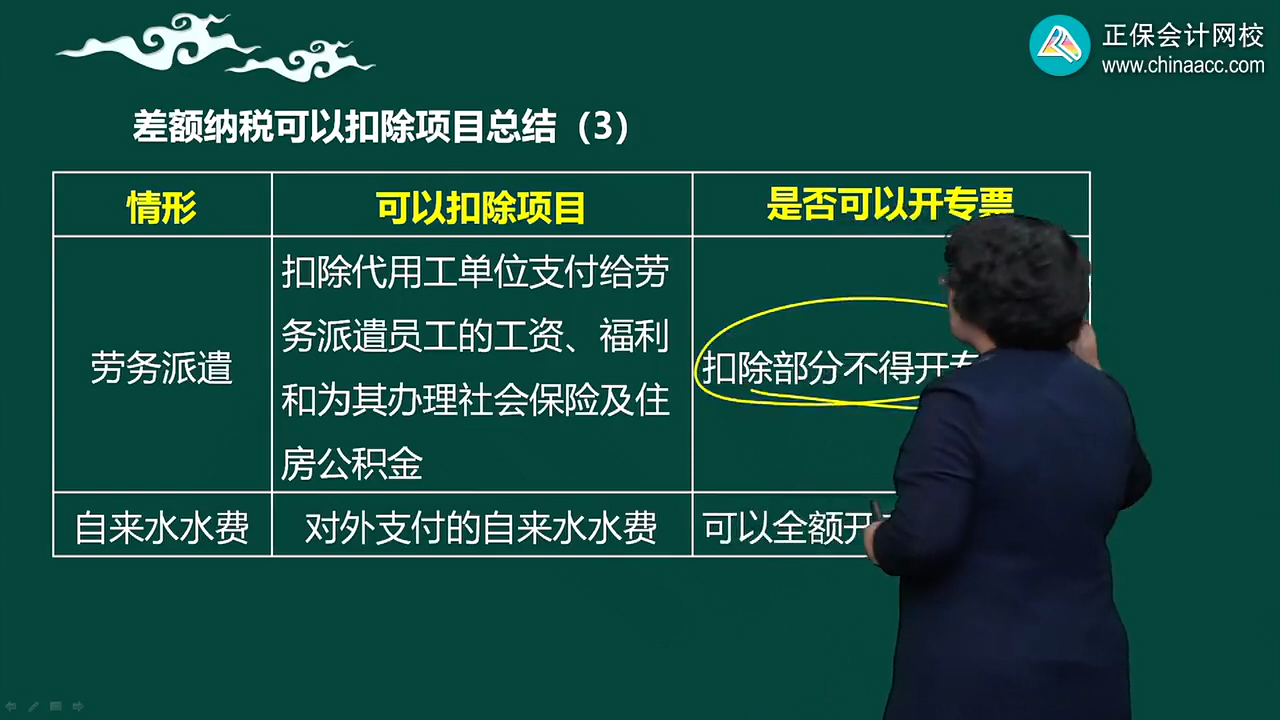 正保会计网校
www.chinaacc.com
差额纳税可以扣除项目总结（3）
情形
可以扣除项目
是否可以开专票
劳务派遣
扣除代用工单位支付给劳
务派遣员工的工资、福利
和为其办理社会保险及住
房公积金
扣除部分不得开专
自来水水费
对外支付的自来水水费
可以全额开